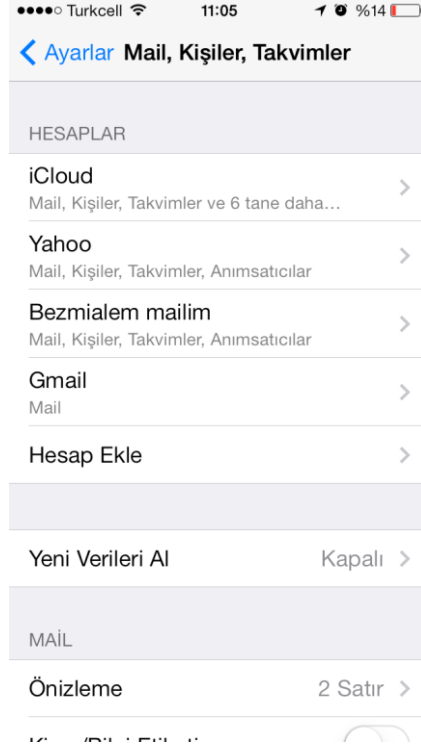 Turkcell 11:05 %14
Ayarlar Mail, Kişiler, Takvimler
HESAPLAR
iCloud
Mail, Kişiler, Takvimler ve 6 tane daha…
Yahoo
Mail, Kişiler, Takvimler, Anımsatıcılar
Bezmialem mailim
Mail, Kişiler, Takvimler, Anımsatıcılar
Gmail
Mail
Hesap Ekle
Yeni Verileri Al Kapalı
MAİL
Önizleme 2 Satır